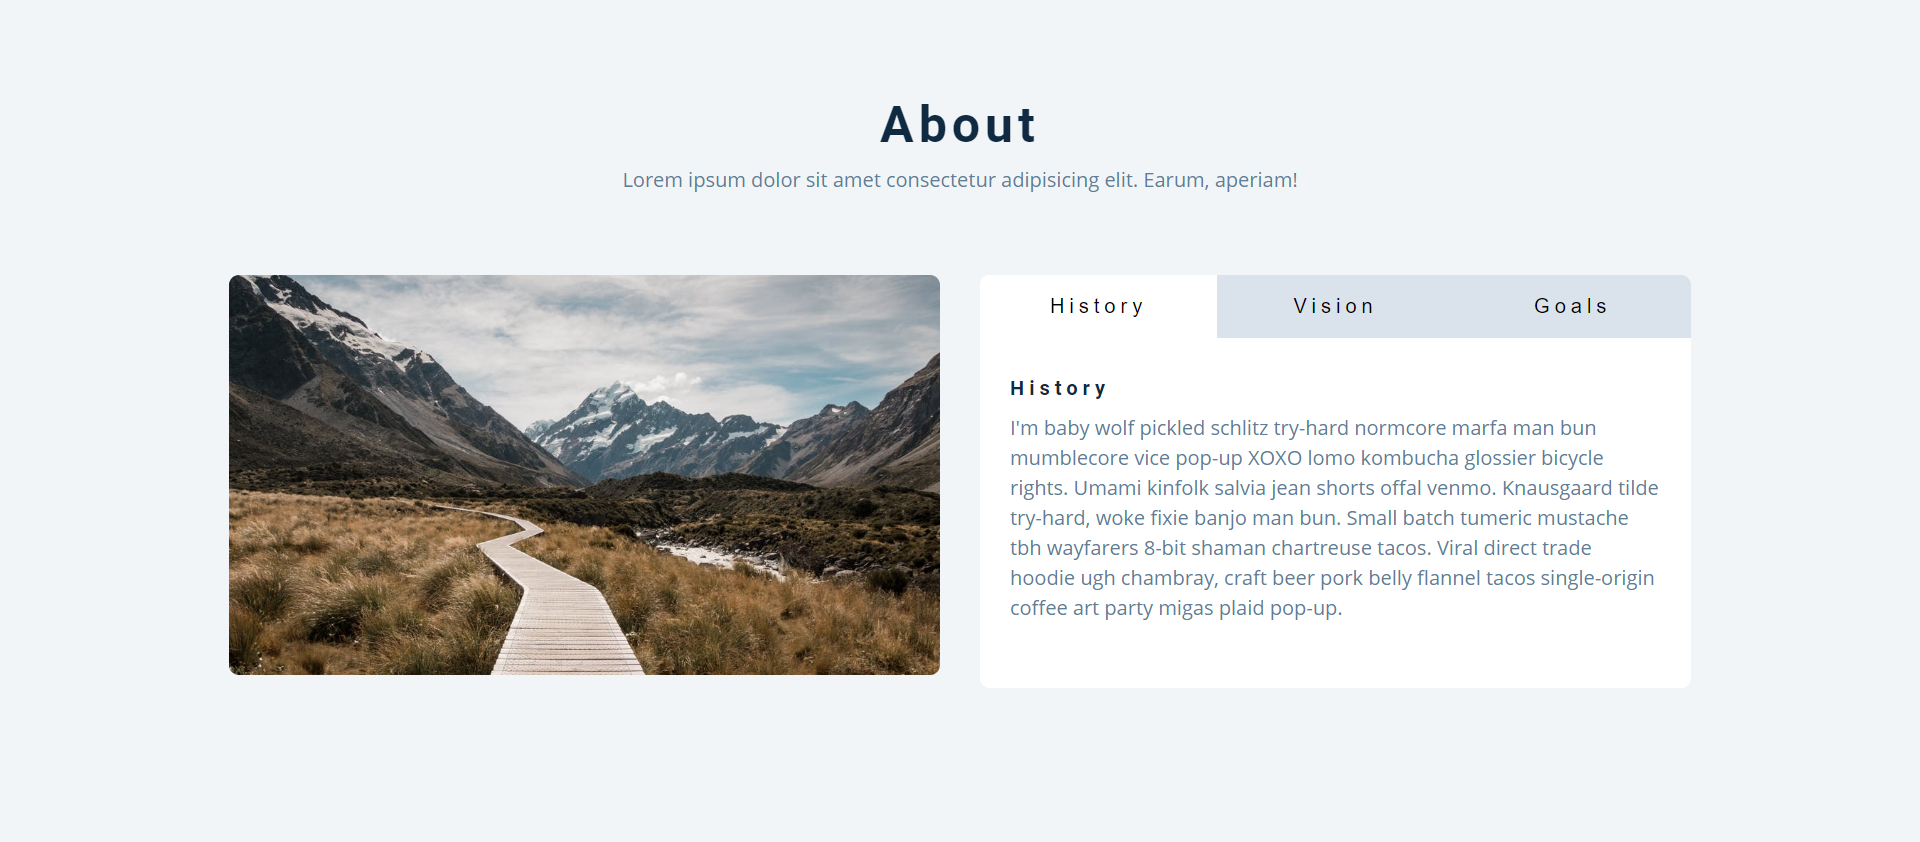 About
Lorem ipsum dolor sit amet consectetur adipisicing elit. Earum, aperiam!
History Vision Goals
History
I'm baby wolf pickled schlitz try-hard normcore marfa man bun
mumblecore vice pop-up XOXO lomo kombucha glossier bicycle
rights. Umami kinfolk salvia jean shorts offal venmo. Knausgaard tilde
try-hard, woke fixie banjo man bun. Small batch tumeric mustache
tbh wayfarers 8-bit shaman chartreuse tacos. Viral direct trade
hoodie ugh chambray, craft beer pork belly flannel tacos single-origin
coffee art party migas plaid pop-up.